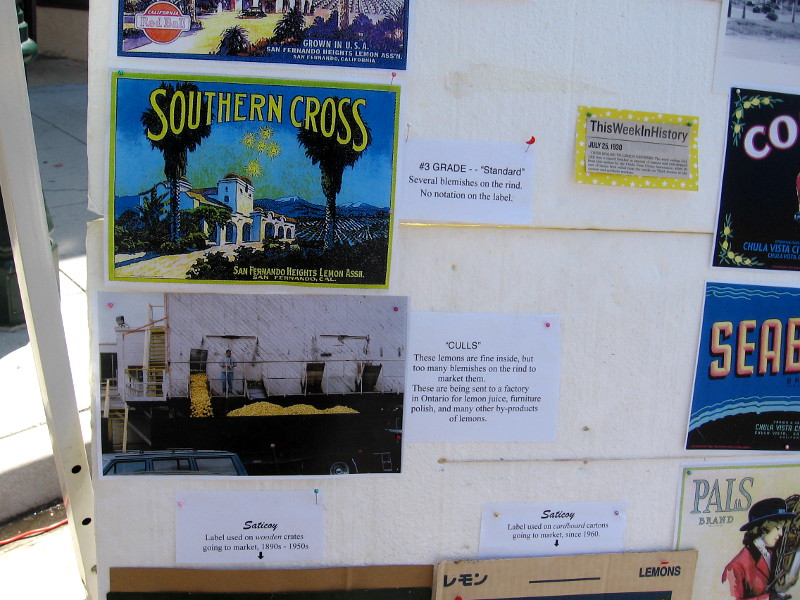 CALIFORNIA
Red Ball
GROWN IN U.S.A.
SAN FERNANDO HEIGHTS LEMON ASS'N.
SAN FERNANDO, CALIFORNIA
SOUTHERN CROSS
SAN FERNANDO HEIGHTS LEMON ASSN.
SAN FERNANDO, CAL.
#3 GRADE - - "Standard"
Several blemishes on the rind.
No notation on the label.
ThisWeekInHistory
JULY 25, 1930
CO
CHULA VISTA CI
SEAB
CHULA VISTA C
"CULLS"
These lemons are fine inside, but
too many blemishes on the rind to
market them.
These are being sent to a factory
in Ontario for lemon juice, furniture
polish, and many other by-products
of lemons.
Saticoy
Label used on wooden crates
going to market, 1890s - 1950s
Saticoy
Label used on cardboard cartons
going to market, since 1960.
PALS
BRAND
レモン
LEMONS